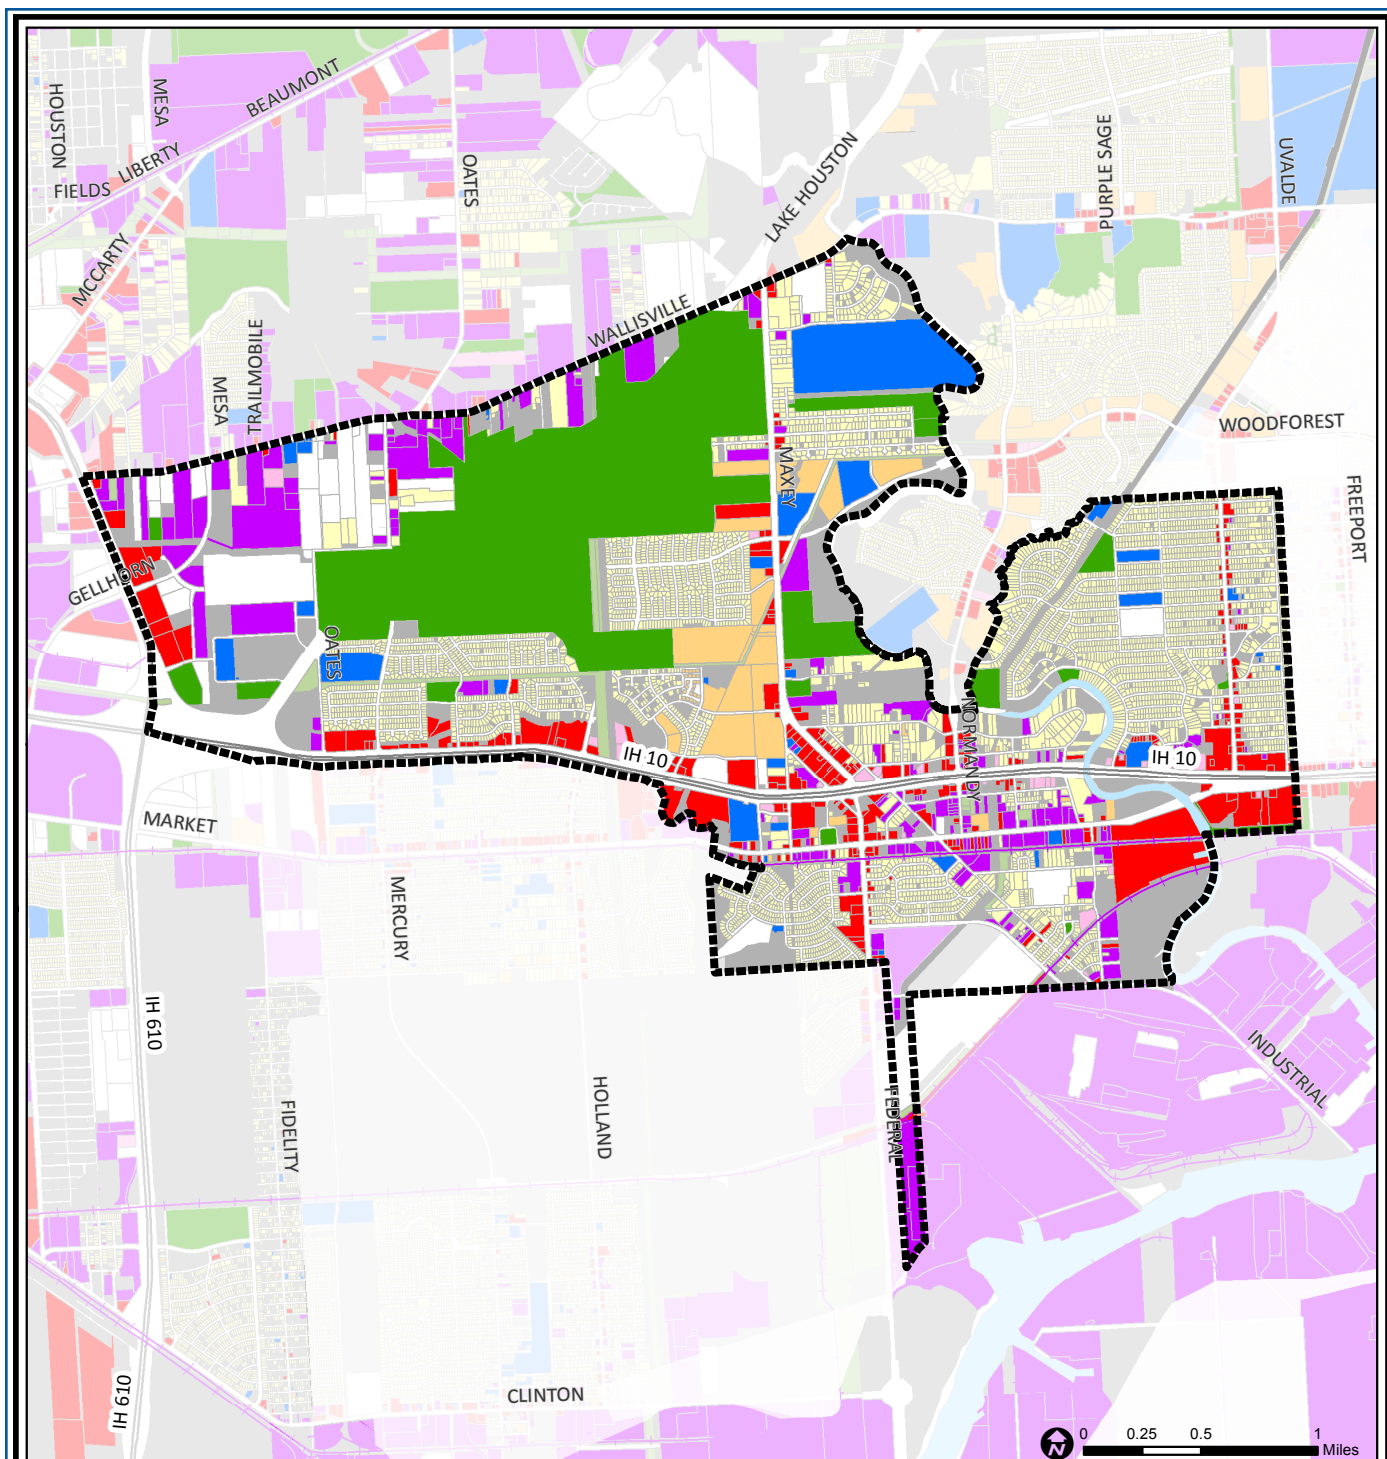 HOUSTON
MESA
BEAUMONT
LIBERTY
FIELDS
OATES
LAKE HOUSTON
PURPLE SAGE
UVALDE
MCCARTY
WALLISVILLE
TRAILMOBILE
MESA
WOODFOREST
MAXEY
FREEPORT
GELLHORN
OATES
NORMANDY
IH 10
IH 10
MARKET
MERCURY
IH 610
INDUSTRIAL
HOLLAND
FEDERAL
FIDELITY
CLINTON
IH 610
N
0 0.25 0.5 1
Miles